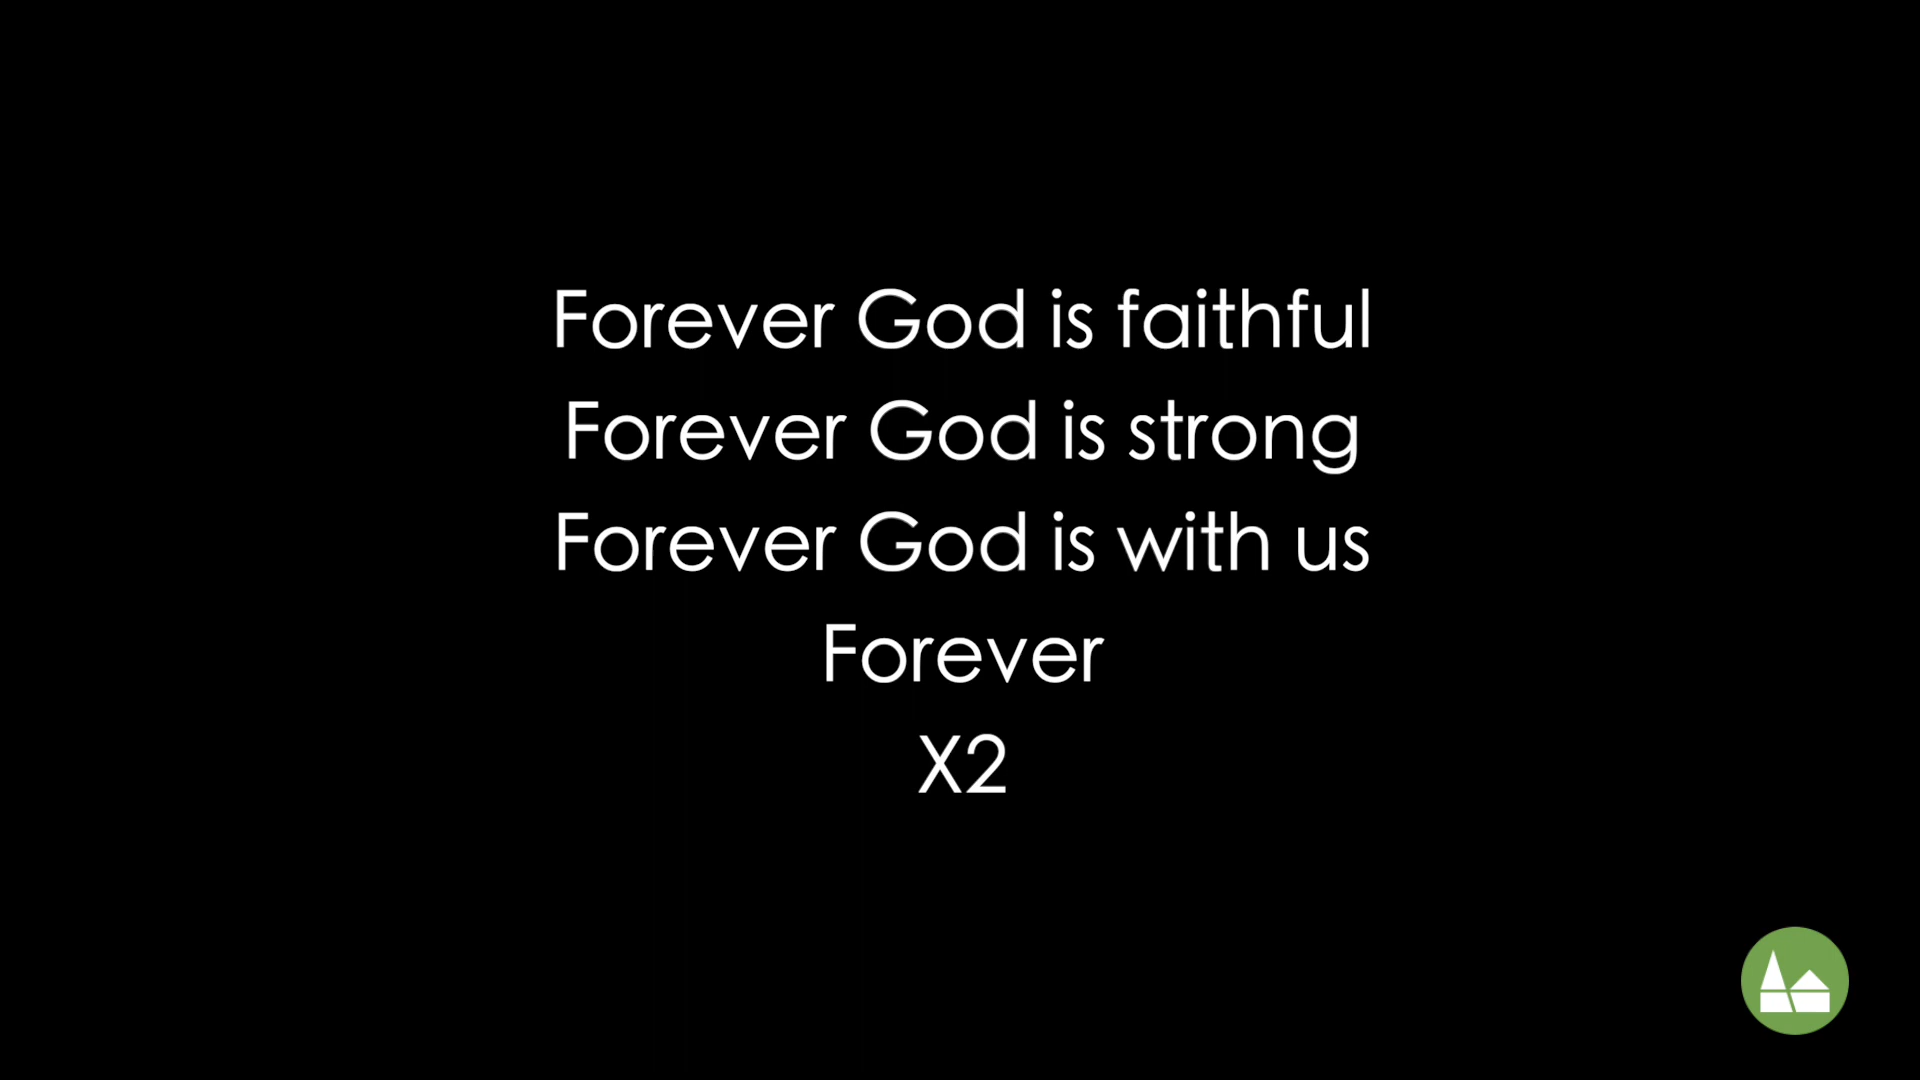 Forever God is faithful
Forever God is strong
Forever God is with us
Forever
X2